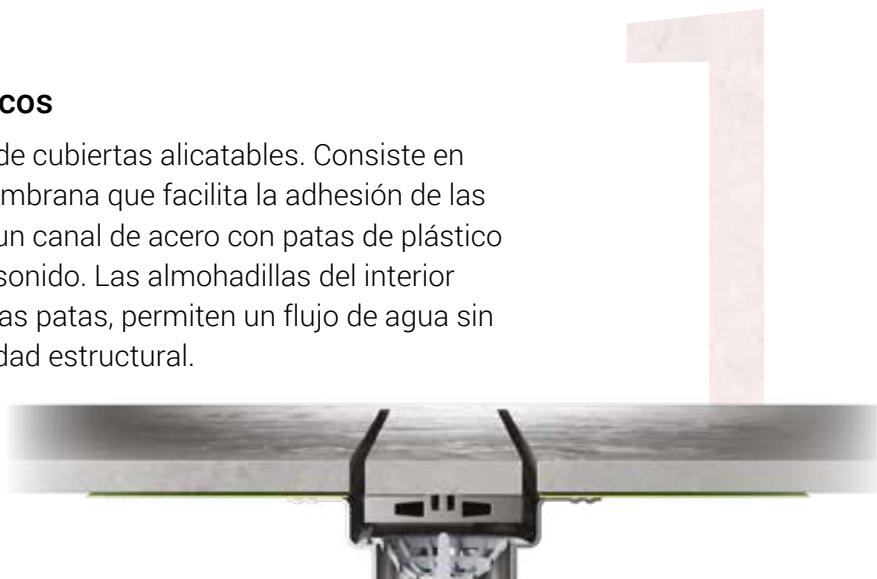 cos
de cubiertas alicatables. Consiste en
mbrana que facilita la adhesión de las
un canal de acero con patas de plástico
sonido. Las almohadillas del interior
as patas, permiten un flujo de agua sin
dad estructural.
1